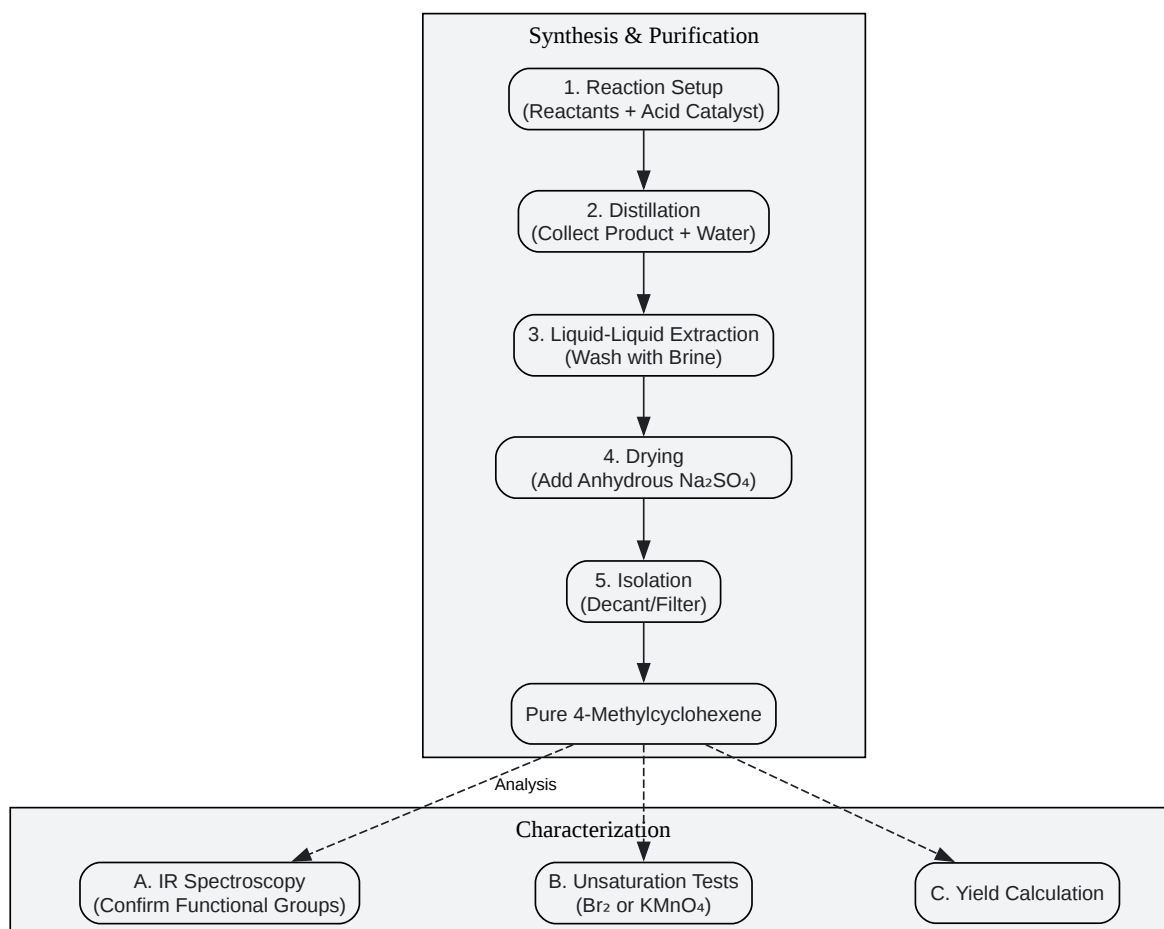 Synthesis & Purification
1. Reaction Setup
(Reactants + Acid Catalyst)
2. Distillation
(Collect Product + Water)
3. Liquid-Liquid Extraction
(Wash with Brine)
4. Drying
(Add Anhydrous Na₂SO₄)
5. Isolation
(Decant/Filter)
Pure 4-Methylcyclohexene
Analysis
Characterization
A. IR Spectroscopy
(Confirm Functional Groups)
B. Unsaturation Tests
(Br₂ or KMnO₄)
C. Yield Calculation